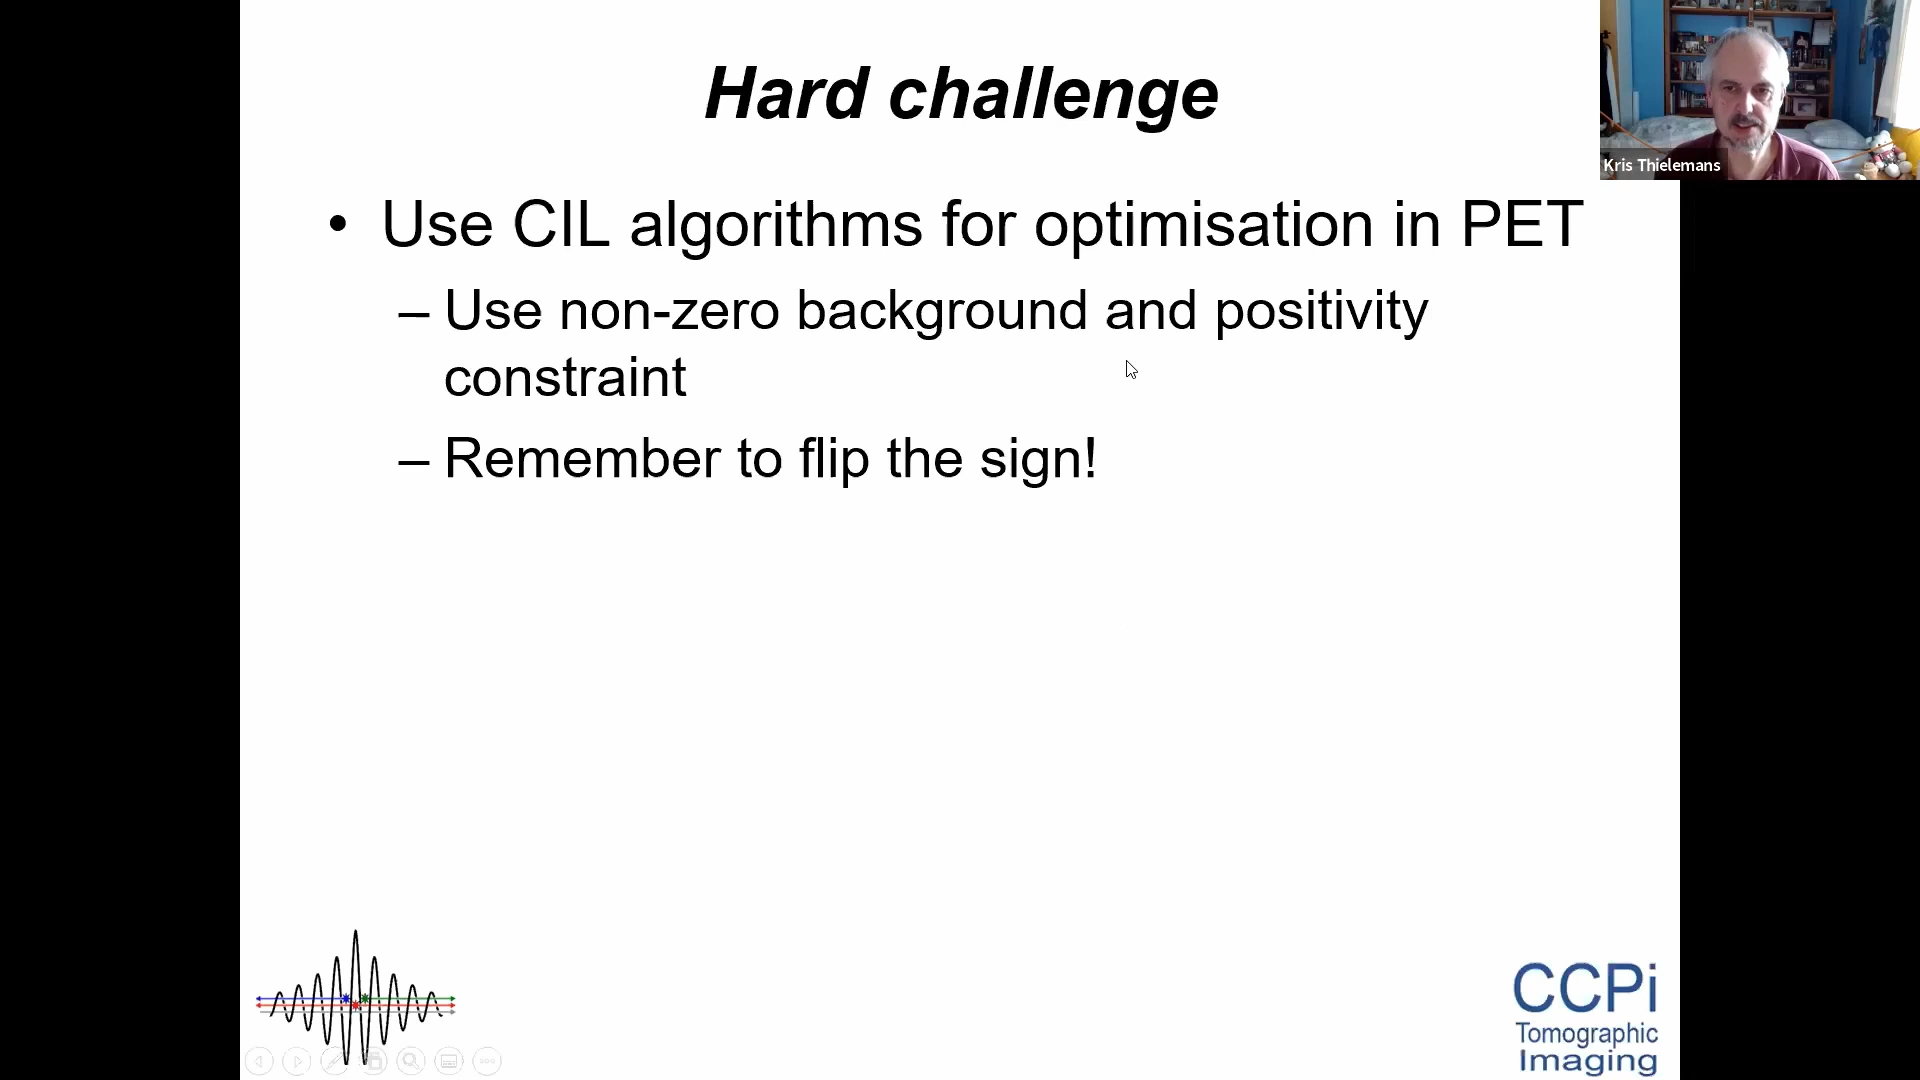 Hard challenge
Kris Thielemans
• Use CIL algorithms for optimisation in PET
– Use non-zero background and positivity
constraint
– Remember to flip the sign!
CCPi
Tomographic
Imaging